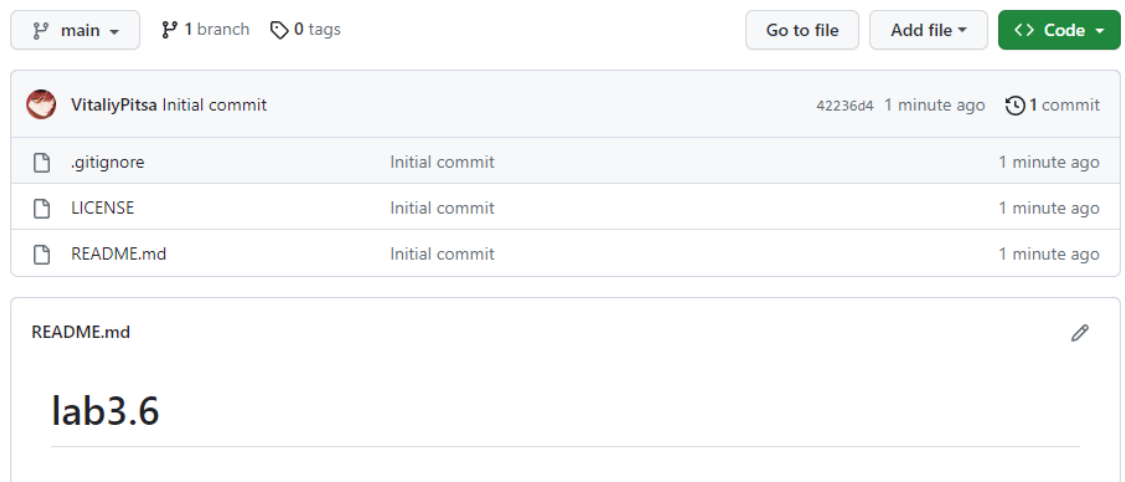 main 1 branch 0 tags Go to file Add file <> Code
VitaliyPitsa Initial commit 42236d4 1 minute ago 1 commit
.gitignore Initial commit 1 minute ago
LICENSE Initial commit 1 minute ago
README.md Initial commit 1 minute ago
README.md
lab3.6